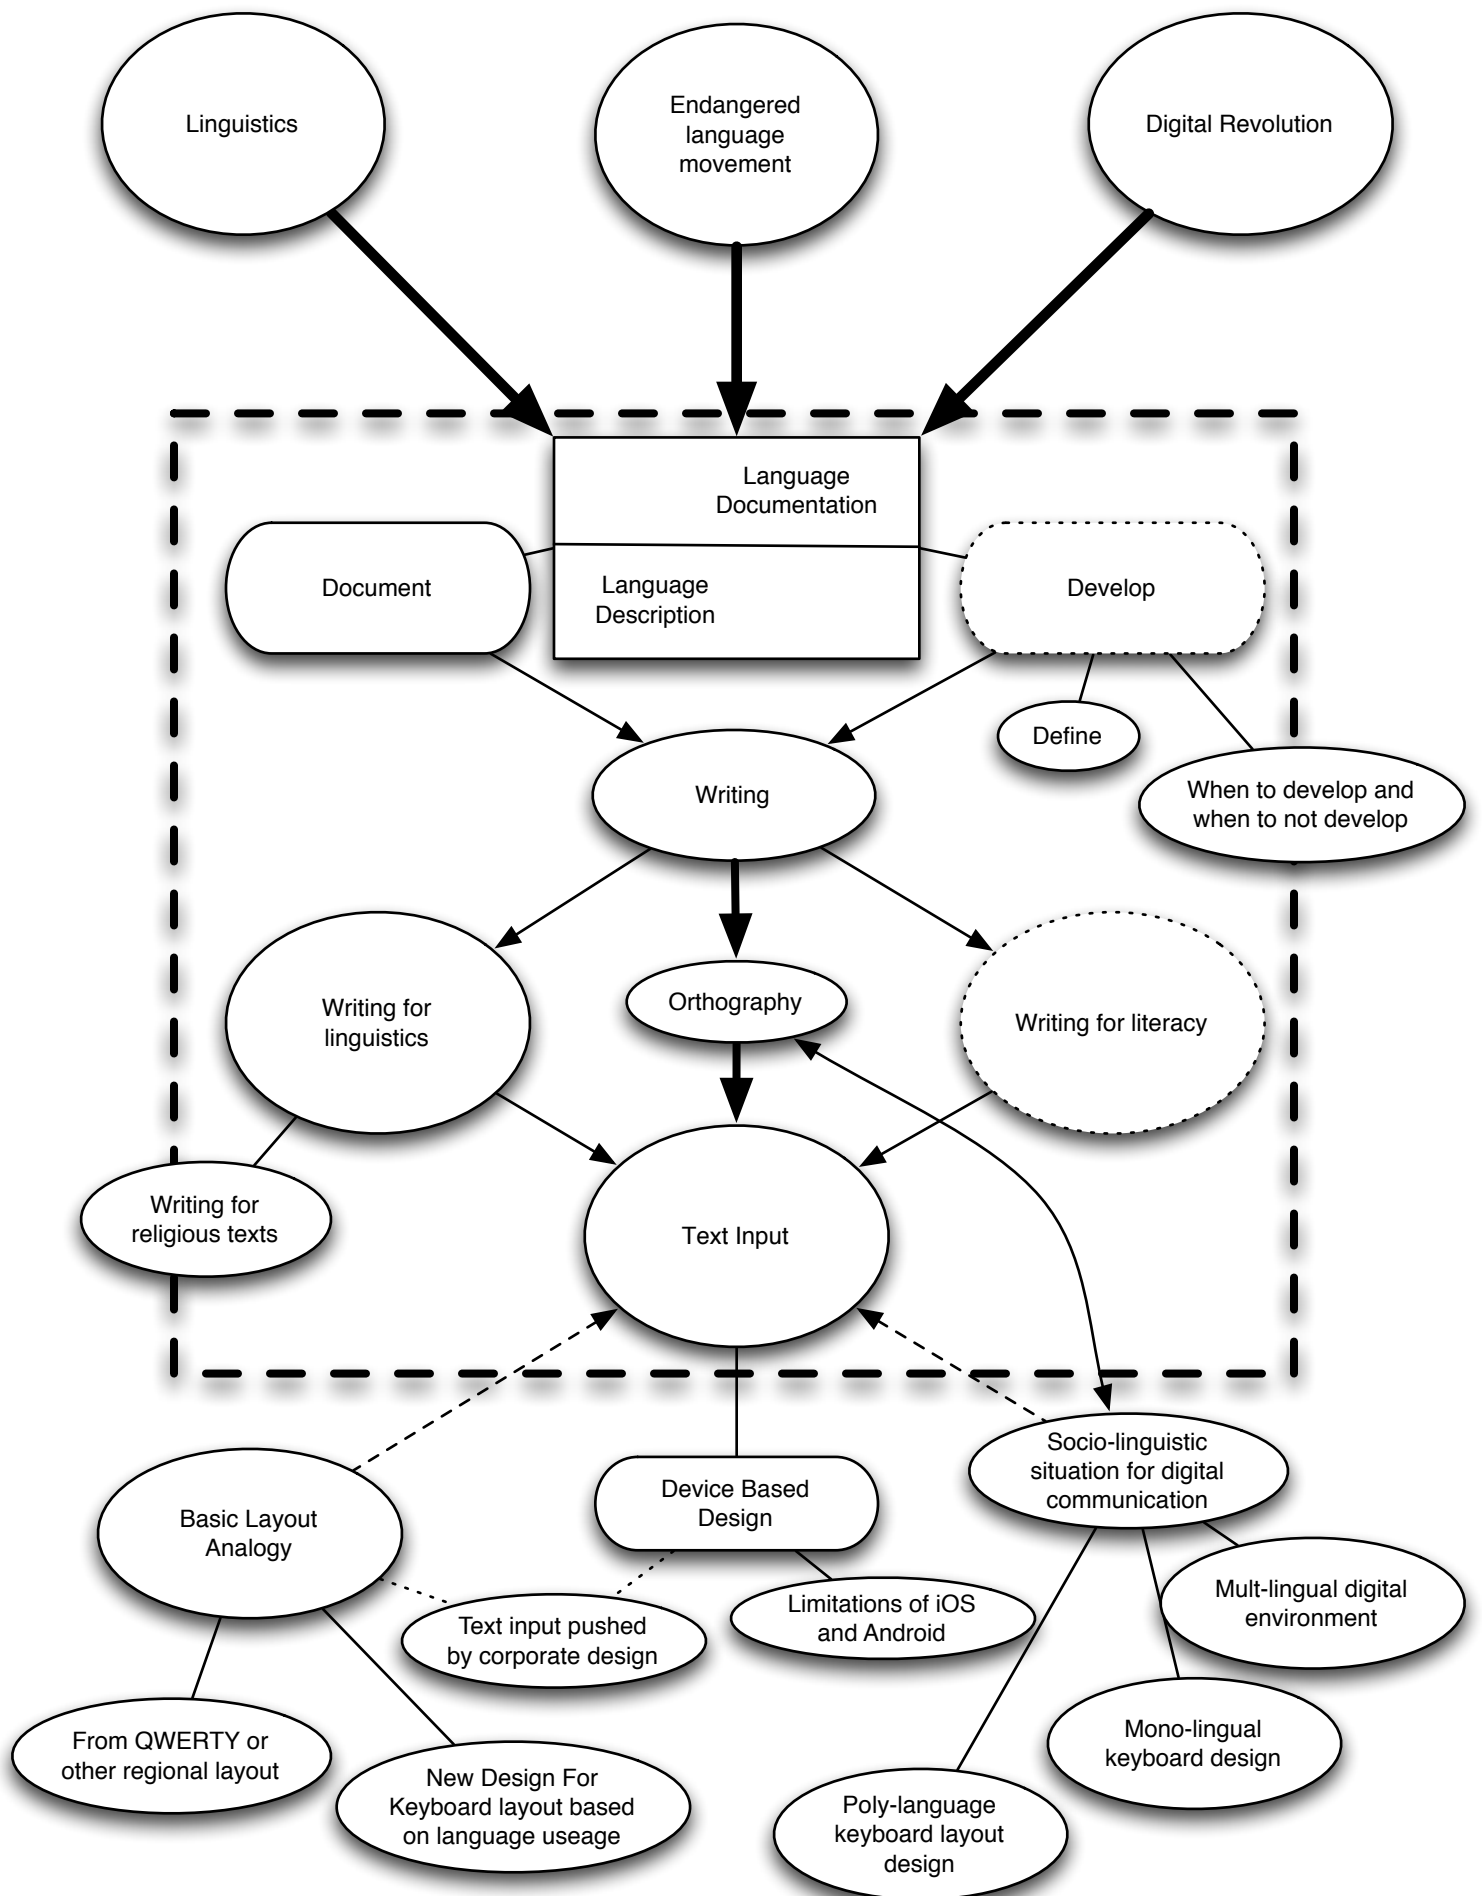 Linguistics
Endangered
language
movement
Digital Revolution
Language
Documentation
Document
Language
Description
Develop
Define
When to develop and
when to not develop
Writing
Writing for
linguistics
Orthography
Writing for literacy
Writing for
religious texts
Text Input
Socio-linguistic
situation for digital
communication
Basic Layout
Analogy
Device Based
Design
Mult-lingual digital
environment
Limitations of iOS
and Android
Text input pushed
by corporate design
From QWERTY or
other regional layout
Mono-lingual
keyboard design
New Design For
Keyboard layout based
on language useage
Poly-language
keyboard layout
design